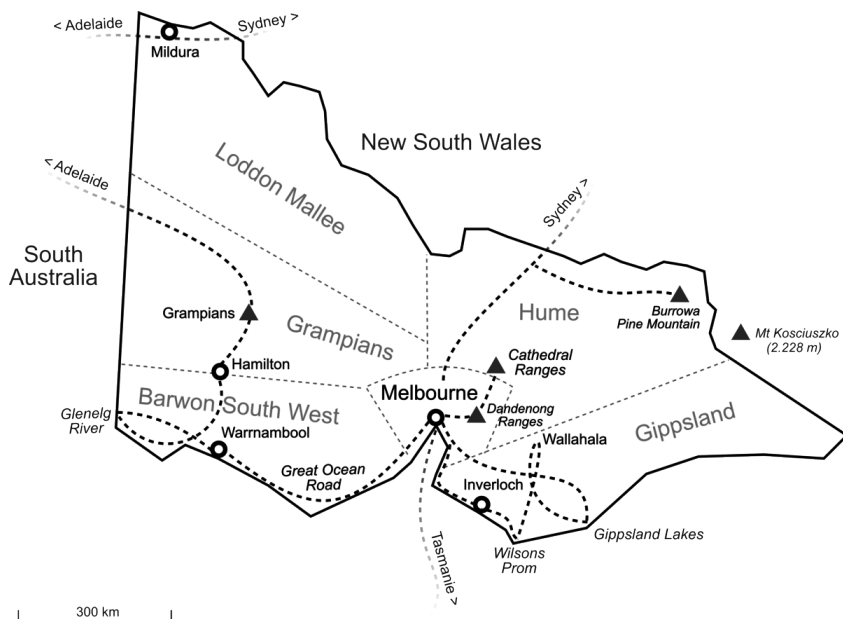 < Adelaide
Sydney >
Mildura
New South Wales
Loddon Mallee
< Adelaide
Sydney >
South
Australia
Grampians
Grampians
Hume
Burrowa
Pine Mountain
Mt Kosciuszko
(2.228 m)
Hamilton
Cathedral
Ranges
Melbourne
Barwon South West
Glenelg
River
Dandenong
Ranges
Gippsland
Warrnambool
Wallahala
Great Ocean
Road
Inverloch
Gippsland Lakes
Wilsons
Prom
Tasmanie >
300 km